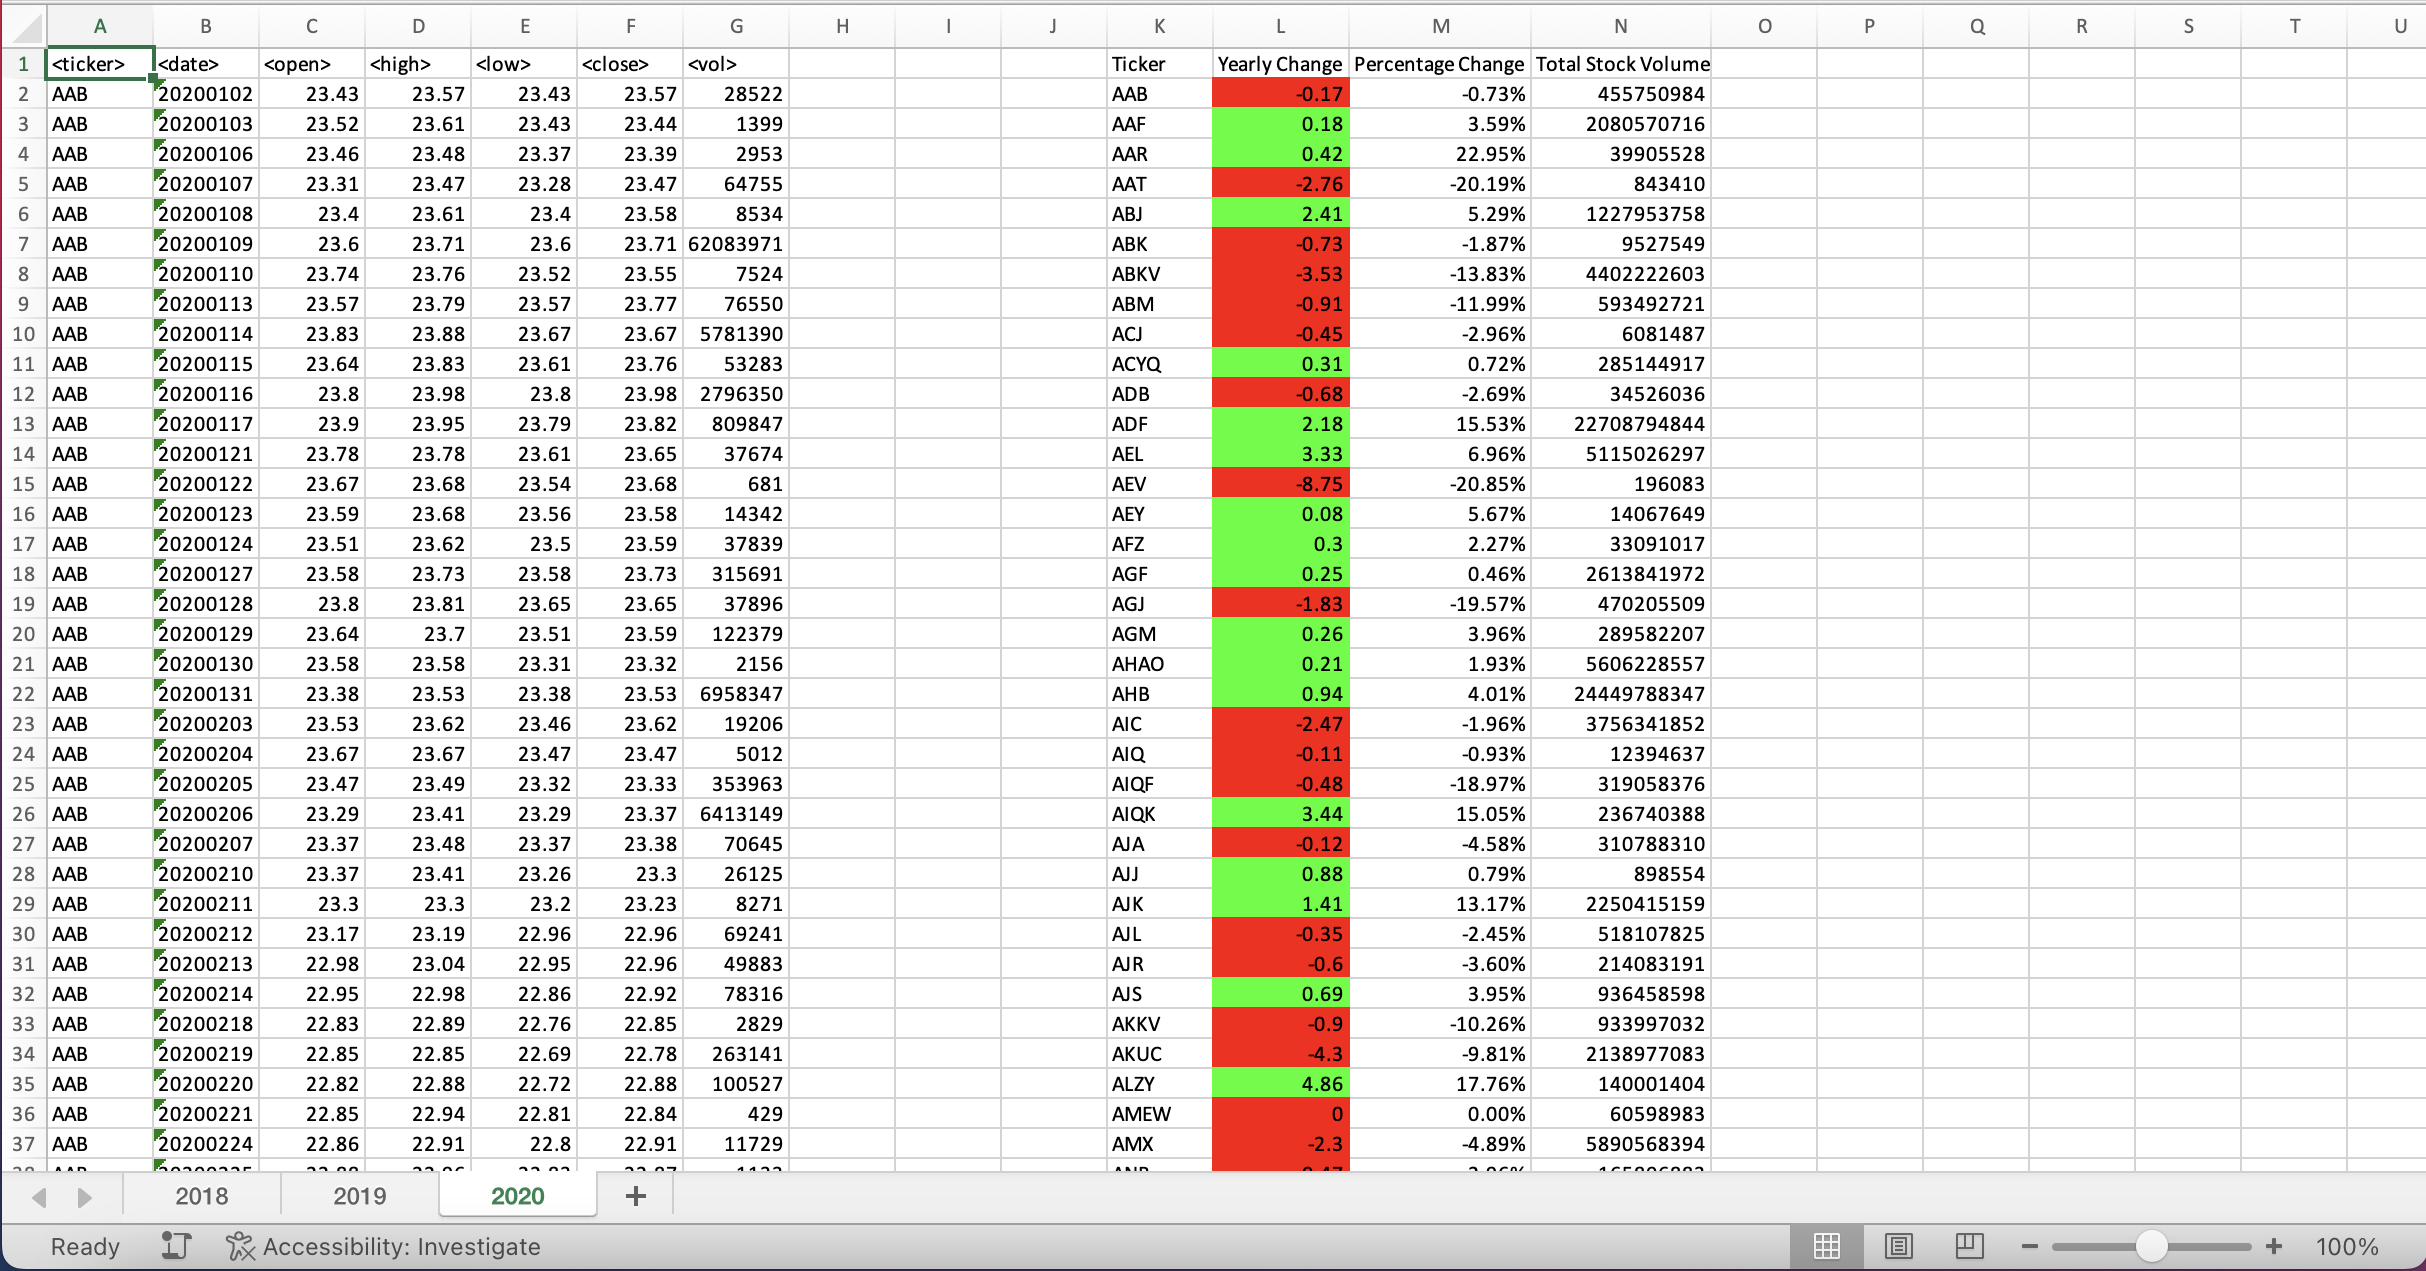 A B C D E F G H I J K L M N O P Q R S T U
1 <ticker> <date> <open> <high> <low> <close> <vol> Ticker Yearly Change Percentage Change Total Stock Volume
2 AAB 20200102 23.43 23.57 23.43 23.57 28522 AAB -0.17 -0.73% 455750984
3 AAB 20200103 23.52 23.61 23.43 23.44 1399 AAF 0.18 3.59% 2080570716
4 AAB 20200106 23.46 23.48 23.37 23.39 2953 AAR 0.42 22.95% 39905528
5 AAB 20200107 23.31 23.47 23.28 23.47 64755 AAT -2.76 -20.19% 843410
6 AAB 20200108 23.4 23.61 23.4 23.58 8534 ABJ 2.41 5.29% 1227953758
7 AAB 20200109 23.6 23.71 23.6 23.71 62083971 ABK -0.73 -1.87% 9527549
8 AAB 20200110 23.74 23.76 23.52 23.55 7524 ABKV -3.53 -13.83% 4402222603
9 AAB 20200113 23.57 23.79 23.57 23.77 76550 ABM -0.91 -11.99% 593492721
10 AAB 20200114 23.83 23.88 23.67 23.67 5781390 ACJ -0.45 -2.96% 6081487
11 AAB 20200115 23.64 23.83 23.61 23.76 53283 ACYQ 0.31 0.72% 285144917
12 AAB 20200116 23.8 23.98 23.8 23.98 2796350 ADB -0.68 -2.69% 34526036
13 AAB 20200117 23.9 23.95 23.79 23.82 809847 ADF 2.18 15.53% 22708794844
14 AAB 20200121 23.78 23.78 23.61 23.65 37674 AEL 3.33 6.96% 5115026297
15 AAB 20200122 23.67 23.68 23.54 23.68 681 AEV -8.75 -20.85% 196083
16 AAB 20200123 23.59 23.68 23.56 23.58 14342 AEY 0.08 5.67% 14067649
17 AAB 20200124 23.51 23.62 23.5 23.59 37839 AFZ 0.3 2.27% 33091017
18 AAB 20200127 23.58 23.73 23.58 23.73 315691 AGF 0.25 0.46% 2613841972
19 AAB 20200128 23.8 23.81 23.65 23.65 37896 AGJ -1.83 -19.57% 470205509
20 AAB 20200129 23.64 23.7 23.51 23.59 122379 AGM 0.26 3.96% 289582207
21 AAB 20200130 23.58 23.58 23.31 23.32 2156 AHAO 0.21 1.93% 5606228557
22 AAB 20200131 23.38 23.53 23.38 23.53 6958347 AHB 0.94 4.01% 24449788347
23 AAB 20200203 23.53 23.62 23.46 23.62 19206 AIC -2.47 -1.96% 3756341852
24 AAB 20200204 23.67 23.67 23.47 23.47 5012 AIQ -0.11 -0.93% 12394637
25 AAB 20200205 23.47 23.49 23.32 23.33 353963 AIQF -0.48 -18.97% 319058376
26 AAB 20200206 23.29 23.41 23.29 23.37 6413149 AIQK 3.44 15.05% 236740388
27 AAB 20200207 23.37 23.48 23.37 23.38 70645 AJA -0.12 -4.58% 310788310
28 AAB 20200210 23.37 23.41 23.26 23.3 26125 AJJ 0.88 0.79% 898554
29 AAB 20200211 23.3 23.3 23.2 23.23 8271 AJK 1.41 13.17% 2250415159
30 AAB 20200212 23.17 23.19 22.96 22.96 69241 AJL -0.35 -2.45% 518107825
31 AAB 20200213 22.98 23.04 22.95 22.96 49883 AJR -0.6 -3.60% 214083191
32 AAB 20200214 22.95 22.98 22.86 22.92 78316 AJS 0.69 3.95% 936458598
33 AAB 20200218 22.83 22.89 22.76 22.85 2829 AKKV -0.9 -10.26% 933997032
34 AAB 20200219 22.85 22.85 22.69 22.78 263141 AKUC -4.3 -9.81% 2138977083
35 AAB 20200220 22.82 22.88 22.72 22.88 100527 ALZY 4.86 17.76% 140001404
36 AAB 20200221 22.85 22.94 22.81 22.84 429 AMEW 0 0.00% 60598983
37 AAB 20200224 22.86 22.91 22.8 22.91 11729 AMX -2.3 -4.89% 5890568394
2018 2019 2020 +
Ready Accessibility: Investigate 100%